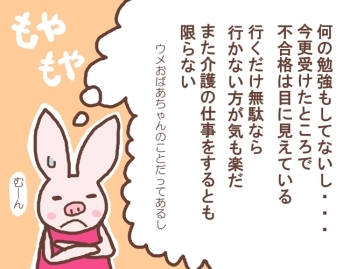 もや
もや
何の勉強もしてないし・・・
今更受けたところで
不合格は目に見えている
行くだけ無駄なら
行かない方が気も楽だ
また介護の仕事をするとも
限らない
ウメおばあちゃんのことだってあるし
むーん